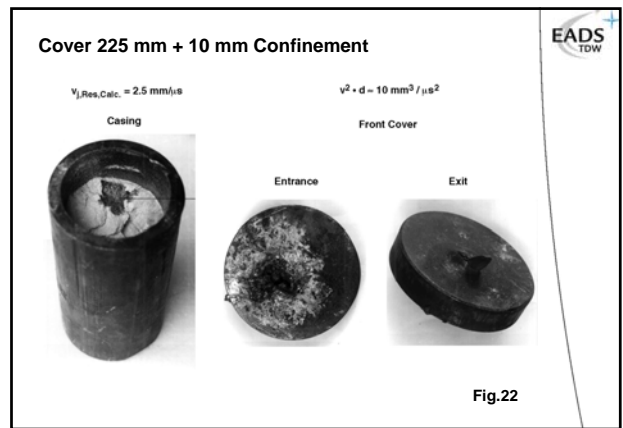 Cover 225 mm + 10 mm Confinement
EADS
TDW
v j,Res,Calc. = 2.5 mm/μs
v² • d ~ 10 mm³ / μs²
Casing
Front Cover
Entrance
Exit
Fig.22